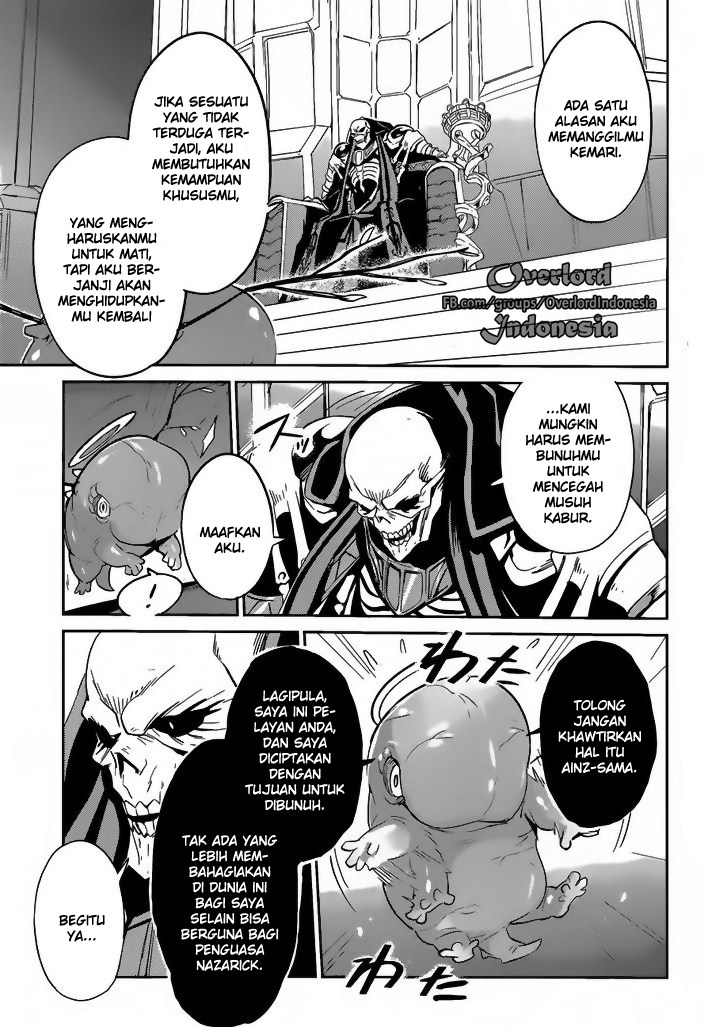 ADA SATU
ALASAN AKU
MEMANGGILMU
KEMARI.
JIKA SESUATU
YANG TIDAK
TERDUGA TER-
JADI, AKU
MEMBUTUHKAN
KEMAMPUAN
KHUSUSMU,
YANG MENG-
HARUSKANMU
UNTUK MATI,
TAPI AKU BER-
JANJI AKAN
MENGHIDUPKAN-
MU KEMBALI
Overlord
FB.com/groups/OverlordIndonesia
Indonesia
...KAMI
MUNGKIN
HARUS MEM-
BUNUHMU
UNTUK
MENCEGAH
MUSUH
KABUR.
MAAFKAN
AKU.
!
TOLONG
JANGAN
KHAWTIRKAN
HAL ITU
AINZ-SAMA.
わた
わた
LAGIPULA,
SAYA INI PE-
LAYAN ANDA,
DAN SAYA
DICIPTAKAN
DENGAN
TUJUAN UNTUK
DIBUNUH.
TAK ADA YANG
LEBIH MEM-
BAHAGIAKAN
DI DUNIA INI
BAGI SAYA
SELAIN BISA
BERGUNA BAGI
PENGUASA
NAZARICK.
BEGITU
YA...